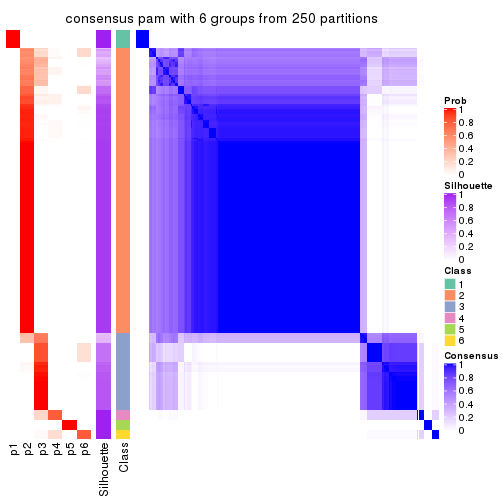 consensus pam with 6 groups from 250 partitions
Prob
1
0.8
0.6
0.4
0.2
0
Silhouette
1
0.8
0.6
0.4
0.2
0
Class
1
2
3
4
5
6
Consensus
1
0.8
0.6
0.4
0.2
0
p1
p2
p3
p4
p5
p6
Silhouette
Class